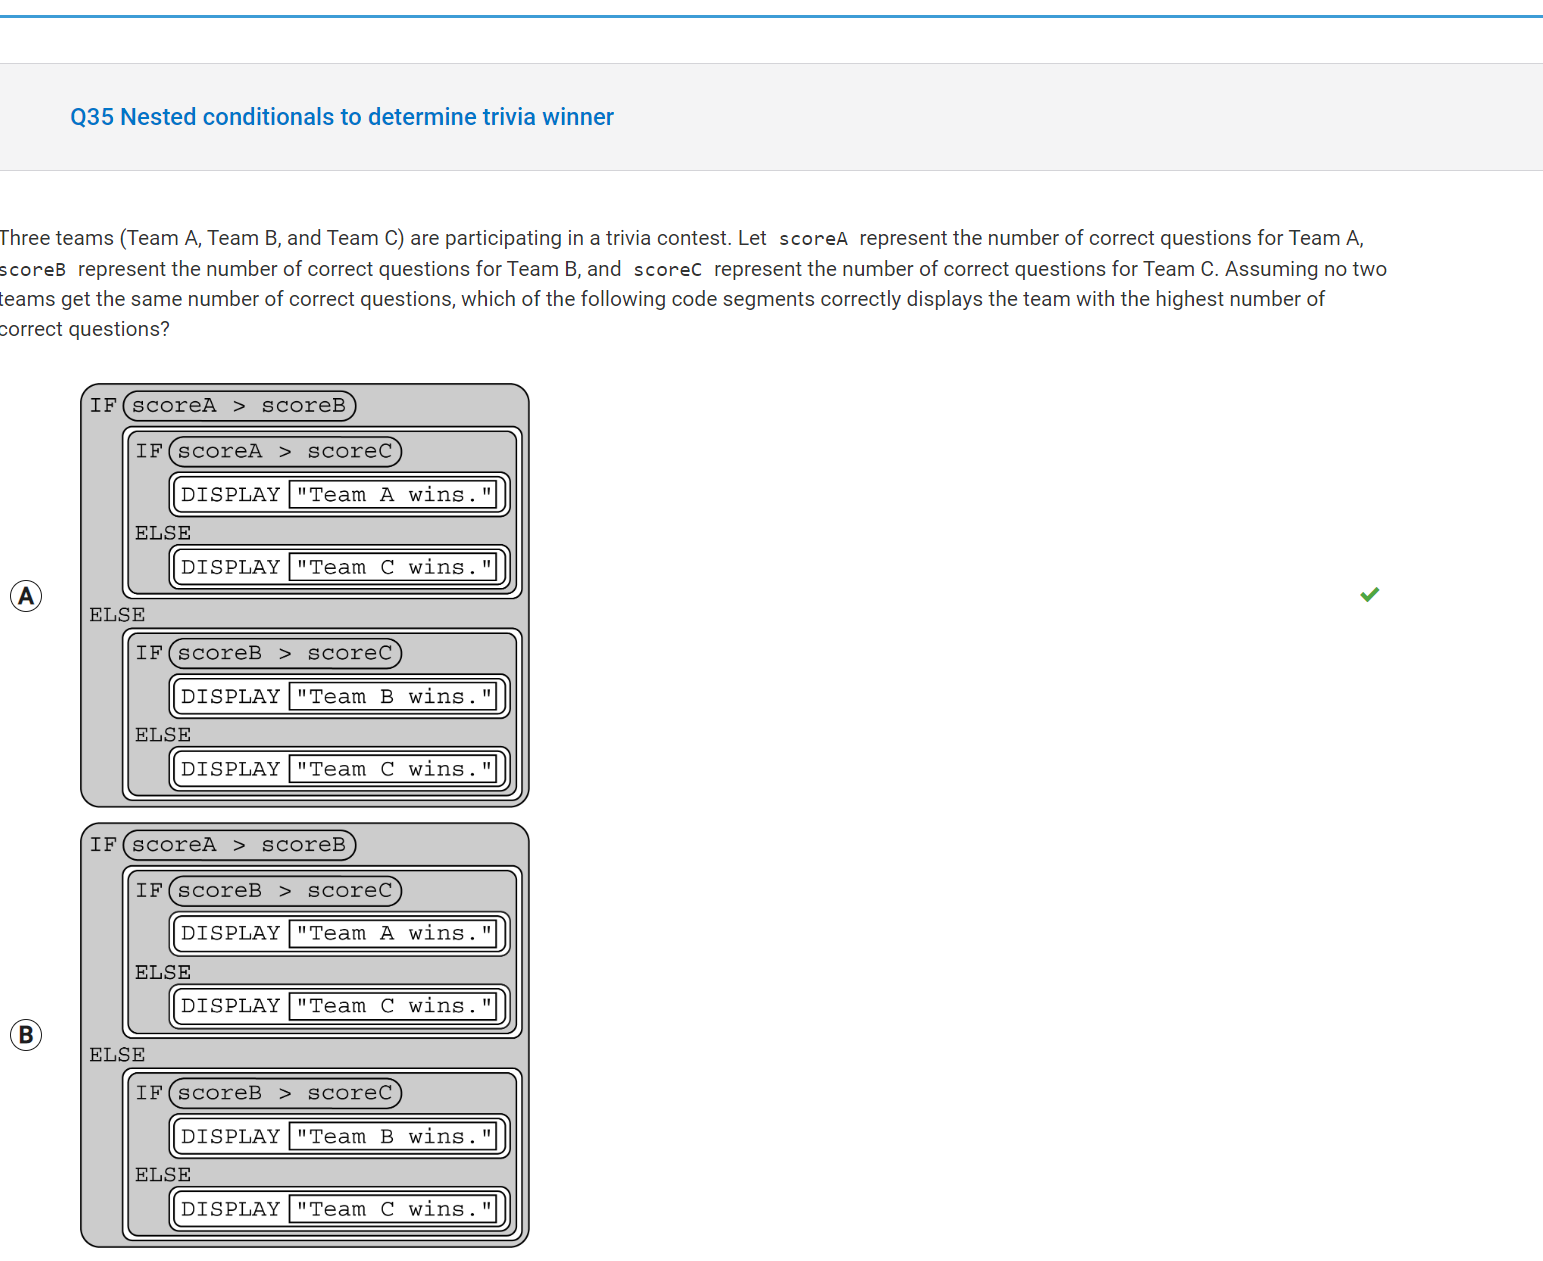 Q35 Nested conditionals to determine trivia winner
Three teams (Team A, Team B, and Team C) are participating in a trivia contest. Let scoreA represent the number of correct questions for Team A,
scoreB represent the number of correct questions for Team B, and scoreC represent the number of correct questions for Team C. Assuming no two
teams get the same number of correct questions, which of the following code segments correctly displays the team with the highest number of
correct questions?
A
IF scoreA > scoreB
IF scoreA > scoreC
DISPLAY "Team A wins."
ELSE
DISPLAY "Team C wins."
ELSE
IF scoreB > scoreC
DISPLAY "Team B wins."
ELSE
DISPLAY "Team C wins."
B
IF scoreA > scoreB
IF scoreB > scoreC
DISPLAY "Team A wins."
ELSE
DISPLAY "Team C wins."
ELSE
IF scoreB > scoreC
DISPLAY "Team B wins."
ELSE
DISPLAY "Team C wins."